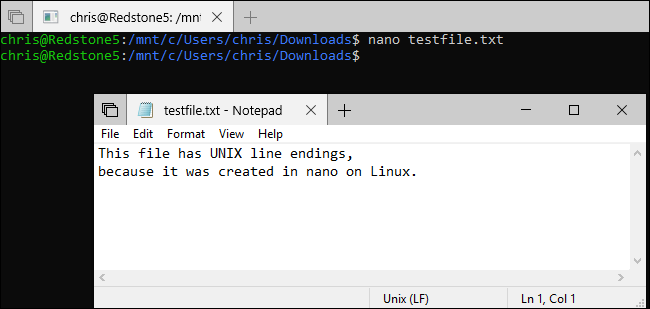 chris@Redstone5: /mnt
chris@Redstone5:/mnt/c/Users/chris/Downloads$ nano testfile.txt
chris@Redstone5:/mnt/c/Users/chris/Downloads$
testfile.txt - Notepad
File Edit Format View Help
This file has UNIX line endings,
because it was created in nano on Linux.
Unix (LF) Ln 1, Col 1